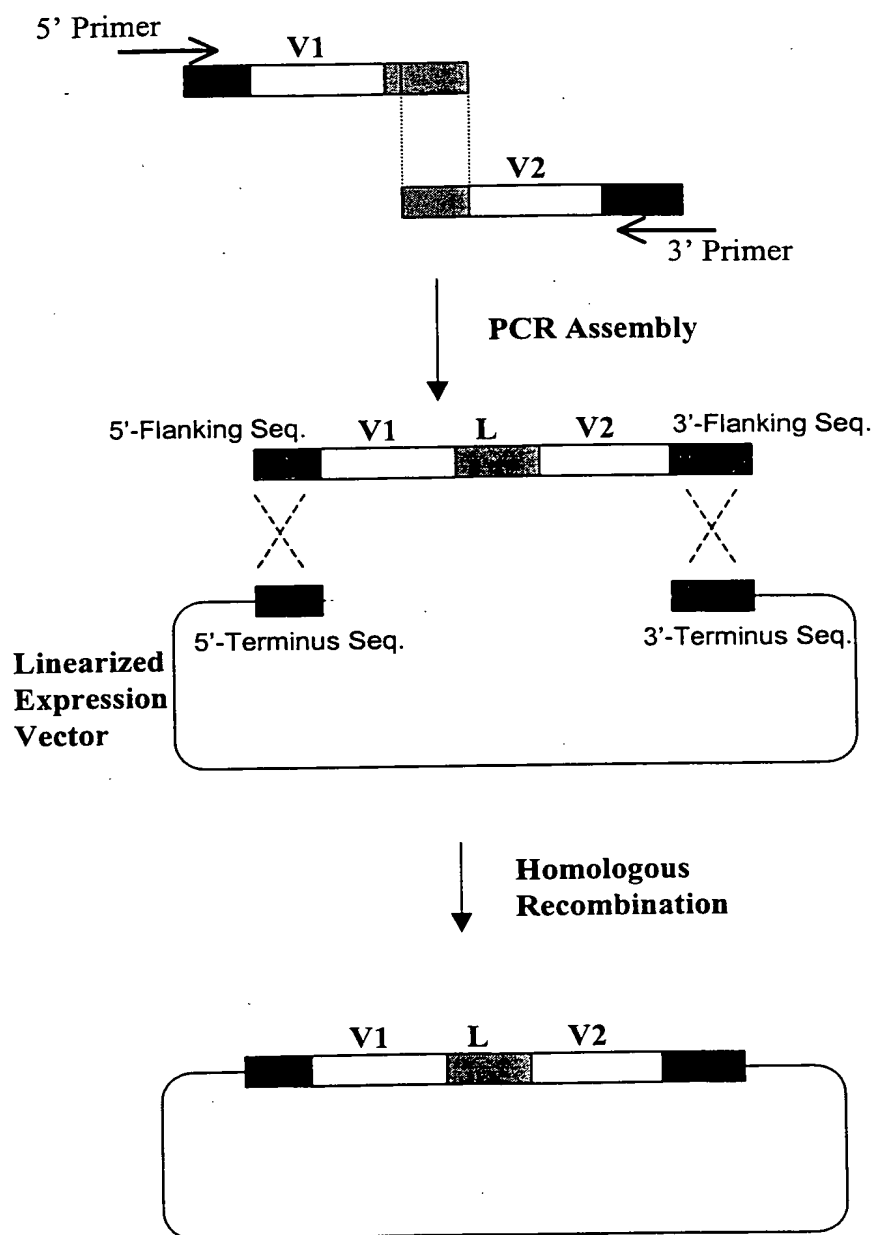 5' Primer
V1
V2
3' Primer
PCR Assembly
5'-Flanking Seq.
V1
L
V2
3'-Flanking Seq.
5'-Terminus Seq.
3'-Terminus Seq.
Linearized
Expression
Vector
Homologous
Recombination
V1
L
V2